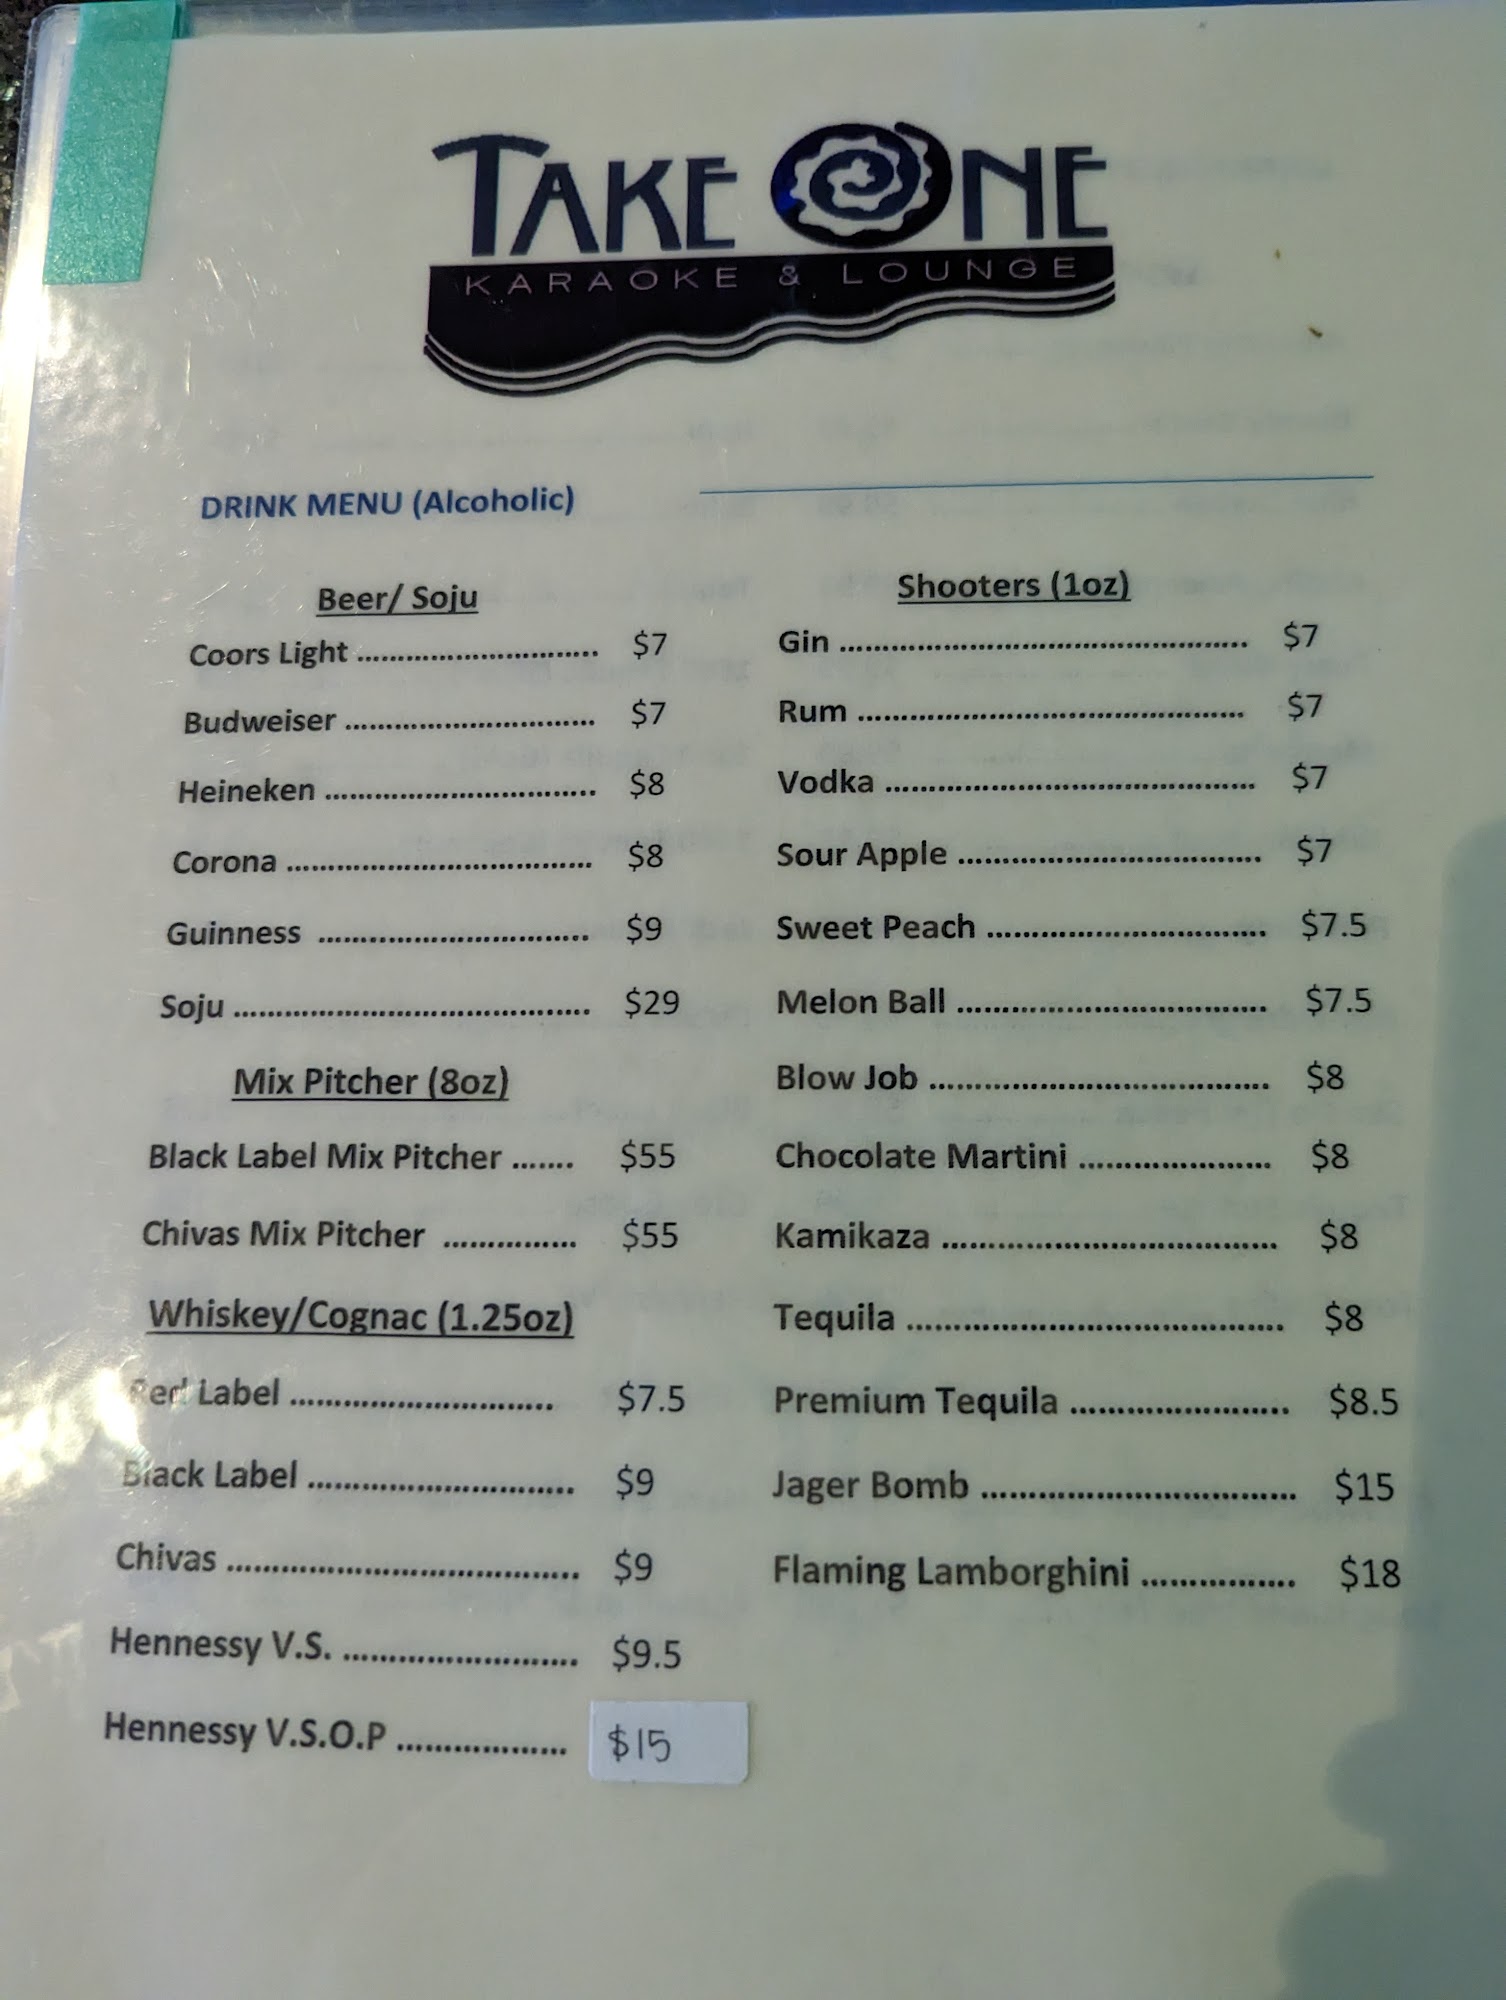 TAKE ONE
KARAOKE & LOUNGE
DRINK MENU (Alcoholic)
Beer/ Soju
Coors Light ............................. $7
Budweiser .............................. $7
Heineken ................................ $8
Corona .................................... $8
Guinness ................................ $9
Soju .......................................... $29
Mix Pitcher (8oz)
Black Label Mix Pitcher ....... $55
Chivas Mix Pitcher ............... $55
Whiskey/Cognac (1.25oz)
Red Label ............................. $7.5
Black Label ............................. $9
Chivas ...................................... $9
Hennessy V.S. .......................... $9.5
Hennessy V.S.O.P ................... $15
Shooters (1oz)
Gin ................................................ $7
Rum .............................................. $7
Vodka ........................................... $7
Sour Apple ................................... $7
Sweet Peach ................................ $7.5
Melon Ball ................................... $7.5
Blow Job ...................................... $8
Chocolate Martini ...................... $8
Kamikaza ..................................... $8
Tequila ......................................... $8
Premium Tequila ........................ $8.5
Jager Bomb .................................. $15
Flaming Lamborghini ................. $18